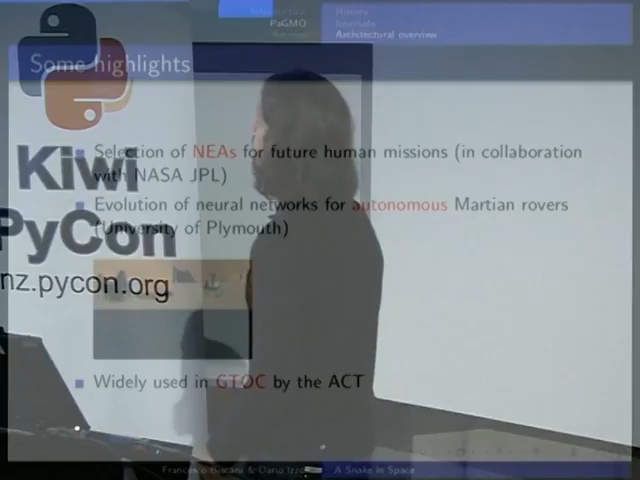 Introduction
PaGMO
History
Interlude
Architectural overview
Some highlights
Selection of NEAs for future human missions (in collaboration
with NASA JPL)
Evolution of neural networks for autonomous Martian rovers
(University of Plymouth)
Widely used in GTOC by the ACT
Kiwi
PyCon
nz.pycon.org
Francesco Biscani & Dario Izzo
A Snake in Space